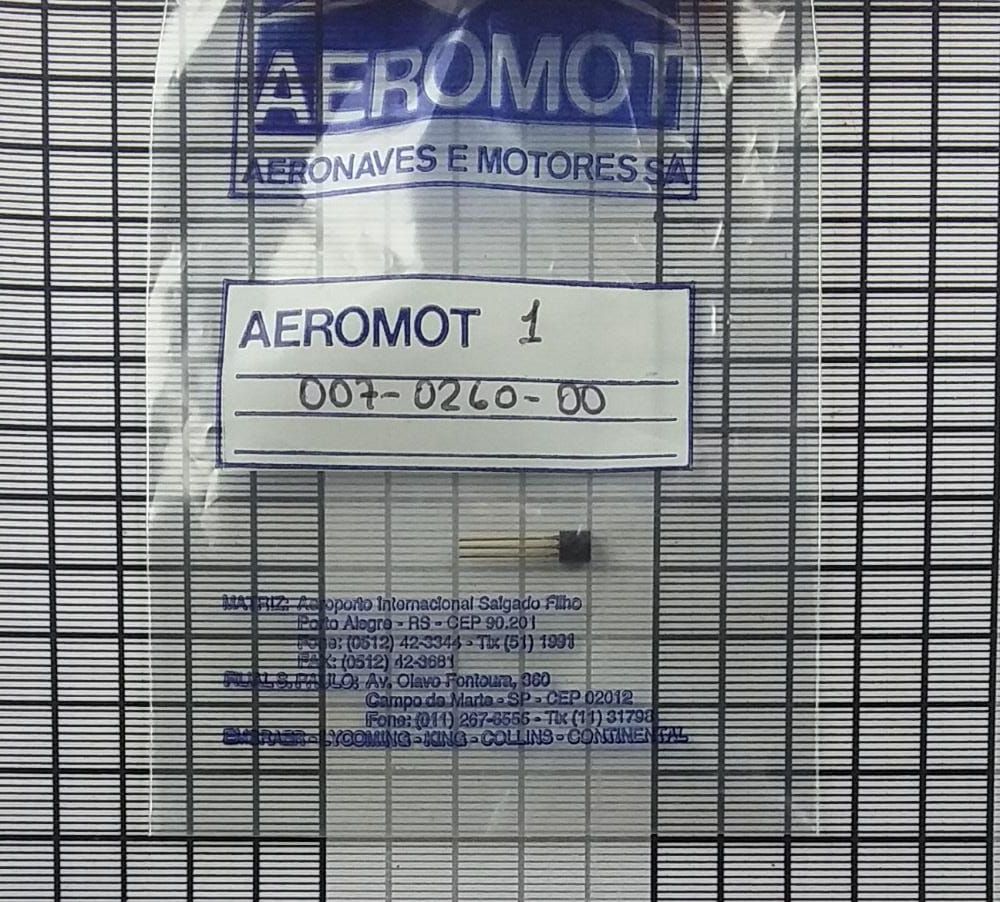 AEROMOT
AERONAVES E MOTORES S/A
AEROMOT 1
007-0260-00
MATRIZ: Aeroporto Internacional Salgado Filho
Porto Alegre - RS - CEP 90.201
Fone: (0512) 42-3344 - Tlx (51) 1991
FAX: (0512) 42-3681
FILIAL S. PAULO: Av. Olavo Fontoura, 360
Campo de Marte - SP - CEP 02012
Fone: (011) 267-6555 - Tlx (11) 31798
EMBRAER - LYCOMING - KING - COLLINS - CONTINENTAL